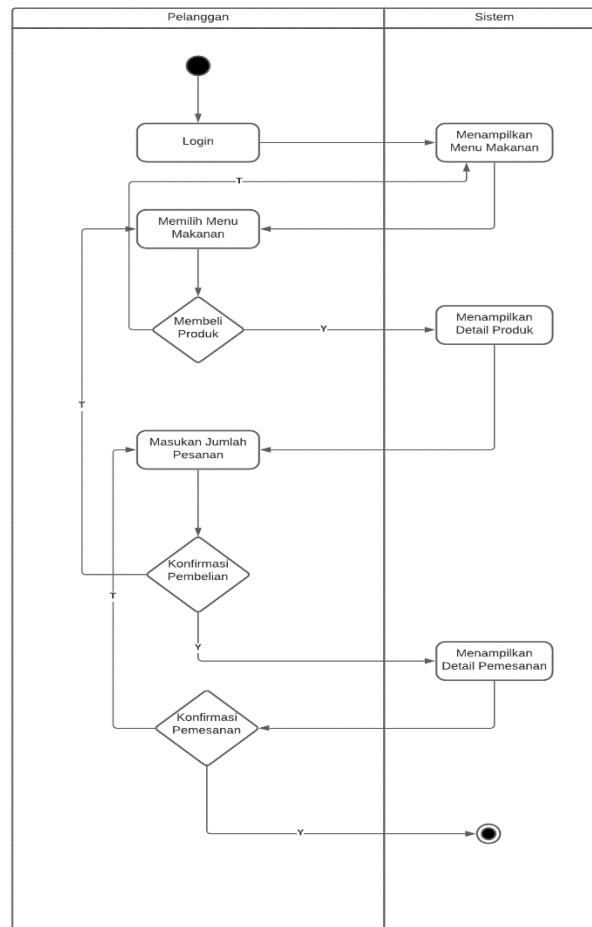 Pelanggan
Sistem
Login
Menampilkan
Menu Makanan
T
Memilih Menu
Makanan
Membeli
Produk
Y
Menampilkan
Detail Produk
T
Masukan Jumlah
Pesanan
Konfirmasi
Pembelian
T
Y
Menampilkan
Detail Pemesanan
Konfirmasi
Pemesanan
Y